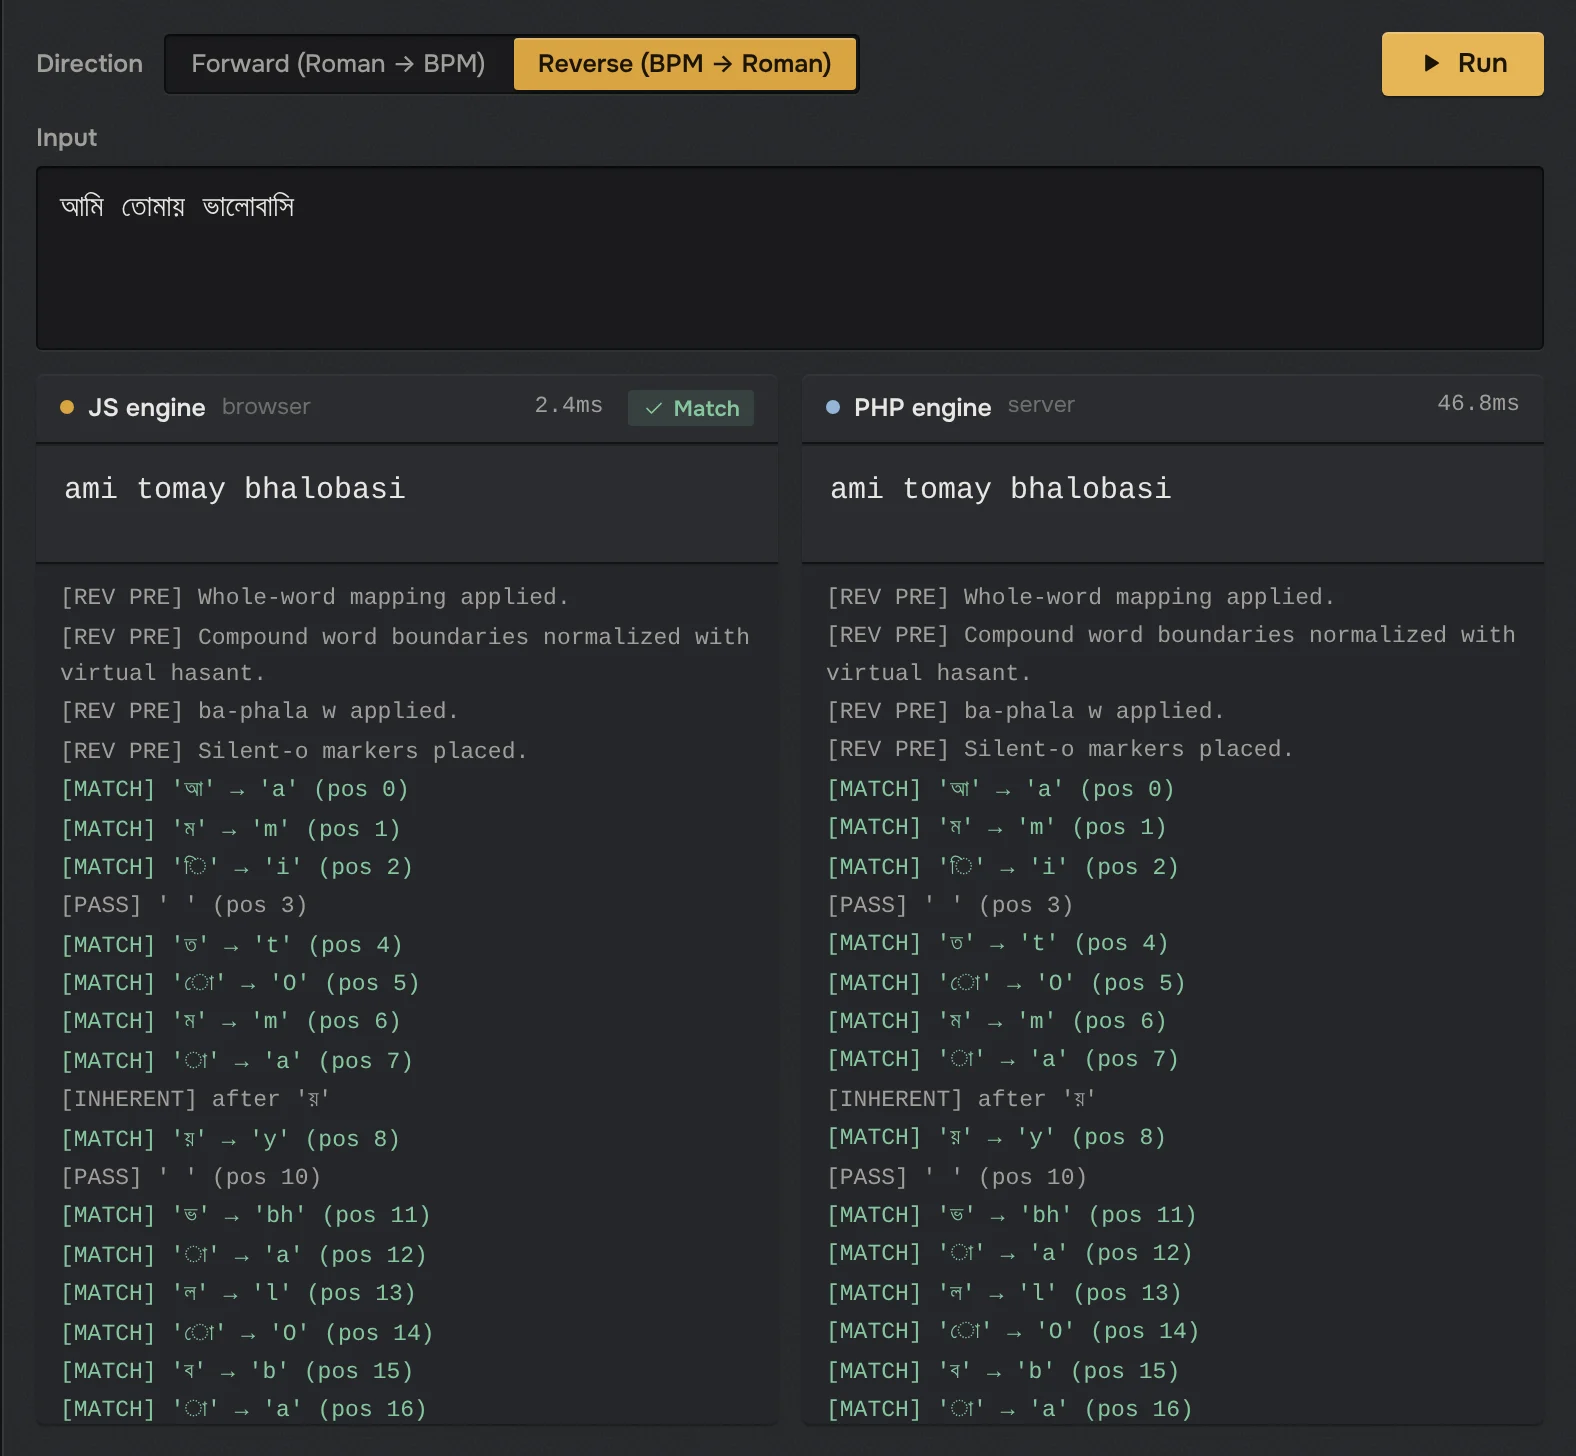 Direction
Forward (Roman → BPM)
Reverse (BPM → Roman)
Run
Input
আমি তোমায় ভালোবাসি
JS engine browser 2.4ms ✓ Match
ami tomay bhalobasi
[REV PRE] Whole-word mapping applied.
[REV PRE] Compound word boundaries normalized with
virtual hasant.
[REV PRE] ba-phala w applied.
[REV PRE] Silent-o markers placed.
[MATCH] 'আ' → 'a' (pos 0)
[MATCH] 'ম' → 'm' (pos 1)
[MATCH] 'ি' → 'i' (pos 2)
[PASS] ' ' (pos 3)
[MATCH] 'ত' → 't' (pos 4)
[MATCH] 'ো' → 'O' (pos 5)
[MATCH] 'ম' → 'm' (pos 6)
[MATCH] 'া' → 'a' (pos 7)
[INHERENT] after 'য়'
[MATCH] 'য়' → 'y' (pos 8)
[PASS] ' ' (pos 10)
[MATCH] 'ভ' → 'bh' (pos 11)
[MATCH] 'া' → 'a' (pos 12)
[MATCH] 'ল' → 'l' (pos 13)
[MATCH] 'ো' → 'O' (pos 14)
[MATCH] 'ব' → 'b' (pos 15)
[MATCH] 'া' → 'a' (pos 16)
PHP engine server 46.8ms
ami tomay bhalobasi
[REV PRE] Whole-word mapping applied.
[REV PRE] Compound word boundaries normalized with
virtual hasant.
[REV PRE] ba-phala w applied.
[REV PRE] Silent-o markers placed.
[MATCH] 'আ' → 'a' (pos 0)
[MATCH] 'ম' → 'm' (pos 1)
[MATCH] 'ি' → 'i' (pos 2)
[PASS] ' ' (pos 3)
[MATCH] 'ত' → 't' (pos 4)
[MATCH] 'ো' → 'O' (pos 5)
[MATCH] 'ম' → 'm' (pos 6)
[MATCH] 'া' → 'a' (pos 7)
[INHERENT] after 'য়'
[MATCH] 'য়' → 'y' (pos 8)
[PASS] ' ' (pos 10)
[MATCH] 'ভ' → 'bh' (pos 11)
[MATCH] 'া' → 'a' (pos 12)
[MATCH] 'ল' → 'l' (pos 13)
[MATCH] 'ো' → 'O' (pos 14)
[MATCH] 'ব' → 'b' (pos 15)
[MATCH] 'া' → 'a' (pos 16)